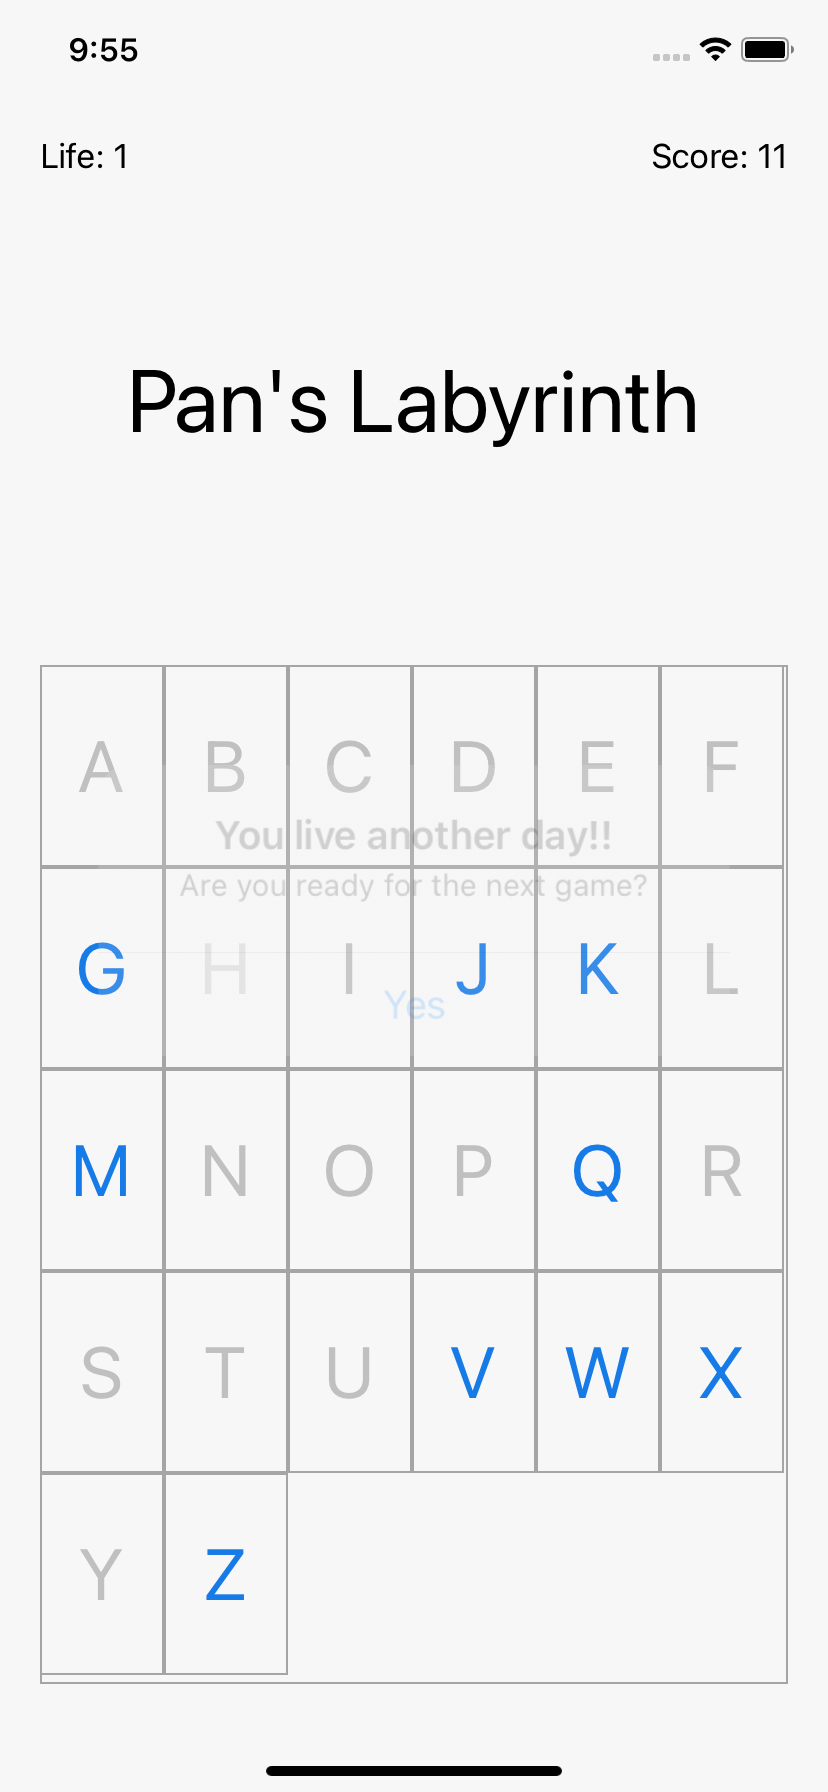 9:55
Life: 1 Score: 11
Pan's Labyrinth
A B C D E F
You live another day!!
Are you ready for the next game?
G H I J K L
Yes
M N O P Q R
S T U V W X
Y Z